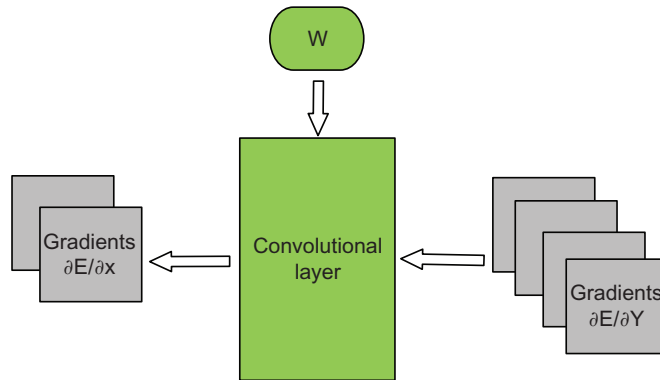 W
Gradients
∂E/∂x
Convolutional
layer
Gradients
∂E/∂Y